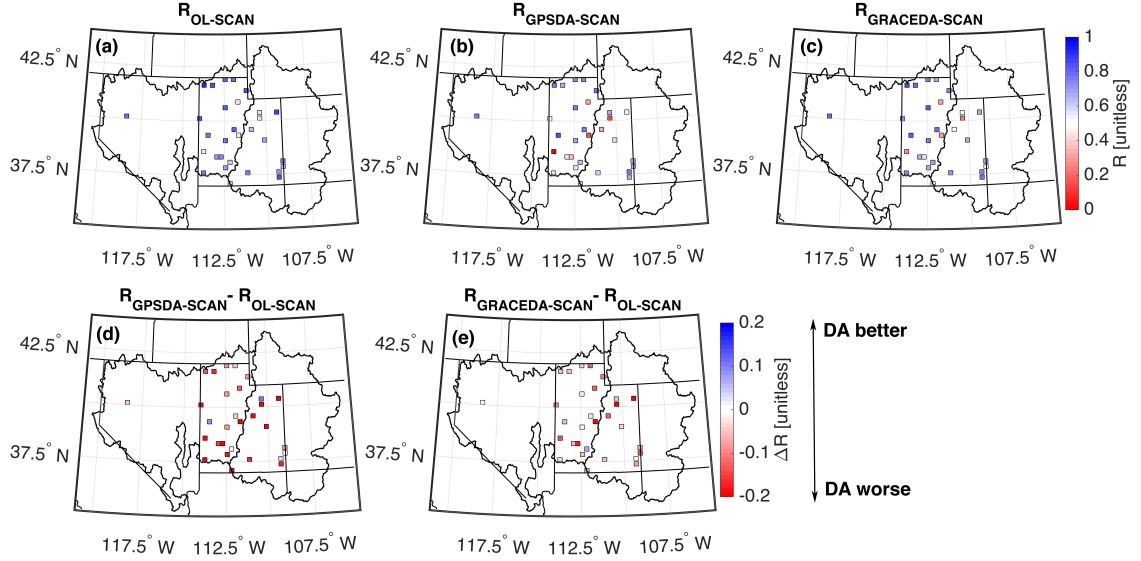 R_OL-SCAN
R_GPSDA-SCAN
R_GRACEDA-SCAN
(a)
(b)
(c)
42.5° N
37.5° N
117.5° W 112.5° W 107.5° W
42.5° N
37.5° N
117.5° W 112.5° W 107.5° W
42.5° N
37.5° N
117.5° W 112.5° W 107.5° W
1
0.8
0.6
0.4
0.2
0
R [unitless]
R_GPSDA-SCAN - R_OL-SCAN
R_GRACEDA-SCAN - R_OL-SCAN
(d)
(e)
42.5° N
37.5° N
117.5° W 112.5° W 107.5° W
42.5° N
37.5° N
117.5° W 112.5° W 107.5° W
0.2
0.1
0
-0.1
-0.2
ΔR [unitless]
DA better
DA worse